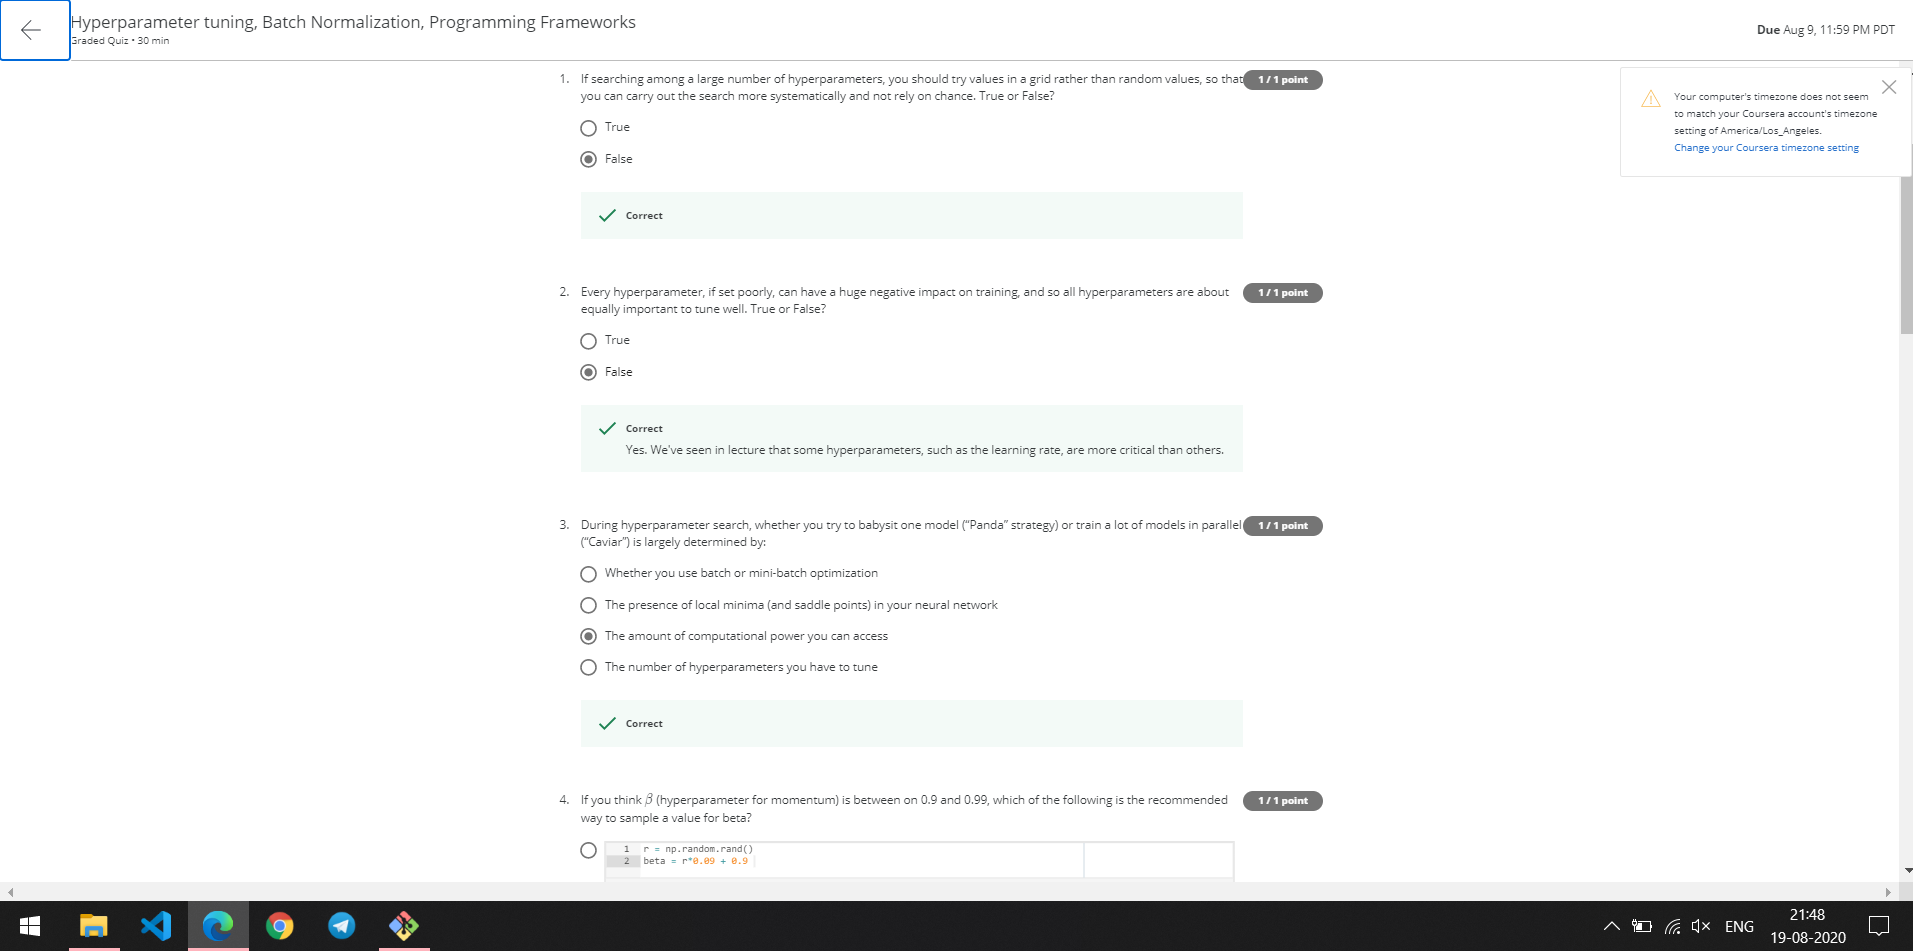 Hyperparameter tuning, Batch Normalization, Programming Frameworks
Graded Quiz • 30 min
Due Aug 9, 11:59 PM PDT
Your computer's timezone does not seem
to match your Coursera account's timezone
setting of America/Los_Angeles.
Change your Coursera timezone setting
1. If searching among a large number of hyperparameters, you should try values in a grid rather than random values, so that 1 / 1 point
you can carry out the search more systematically and not rely on chance. True or False?
True
False
Correct
2. Every hyperparameter, if set poorly, can have a huge negative impact on training, and so all hyperparameters are about 1 / 1 point
equally important to tune well. True or False?
True
False
Correct
Yes. We've seen in lecture that some hyperparameters, such as the learning rate, are more critical than others.
3. During hyperparameter search, whether you try to babysit one model (“Panda” strategy) or train a lot of models in parallel 1 / 1 point
(“Caviar”) is largely determined by:
Whether you use batch or mini-batch optimization
The presence of local minima (and saddle points) in your neural network
The amount of computational power you can access
The number of hyperparameters you have to tune
Correct
4. If you think β (hyperparameter for momentum) is between on 0.9 and 0.99, which of the following is the recommended 1 / 1 point
way to sample a value for beta?
1 r = np.random.rand()
2 beta = r*0.09 + 0.9
ENG
21:48
19-08-2020